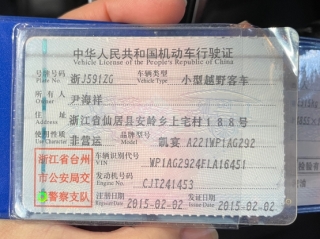 中华人民共和国机动车行驶证
Vehicle License of the People's Republic of China
号牌号码 浙J591ZG 车辆类型 小型越野客车
Plate No. Vehicle Type
所有人 尹海祥
Owner
住址 浙江省仙居县安岭乡上宅村188号
Address
使用性质 非营运 品牌型号 凯宴 A221WP1AG292
Use Character Model
浙江省台州 车辆识别代号 WP1AG2924FLA16451
VIN
市公安局交 发动机号码 CJT241453
Engine No.
警察支队 注册日期 2015-02-02 发证日期 2015-02-02
Register Date Issue Date